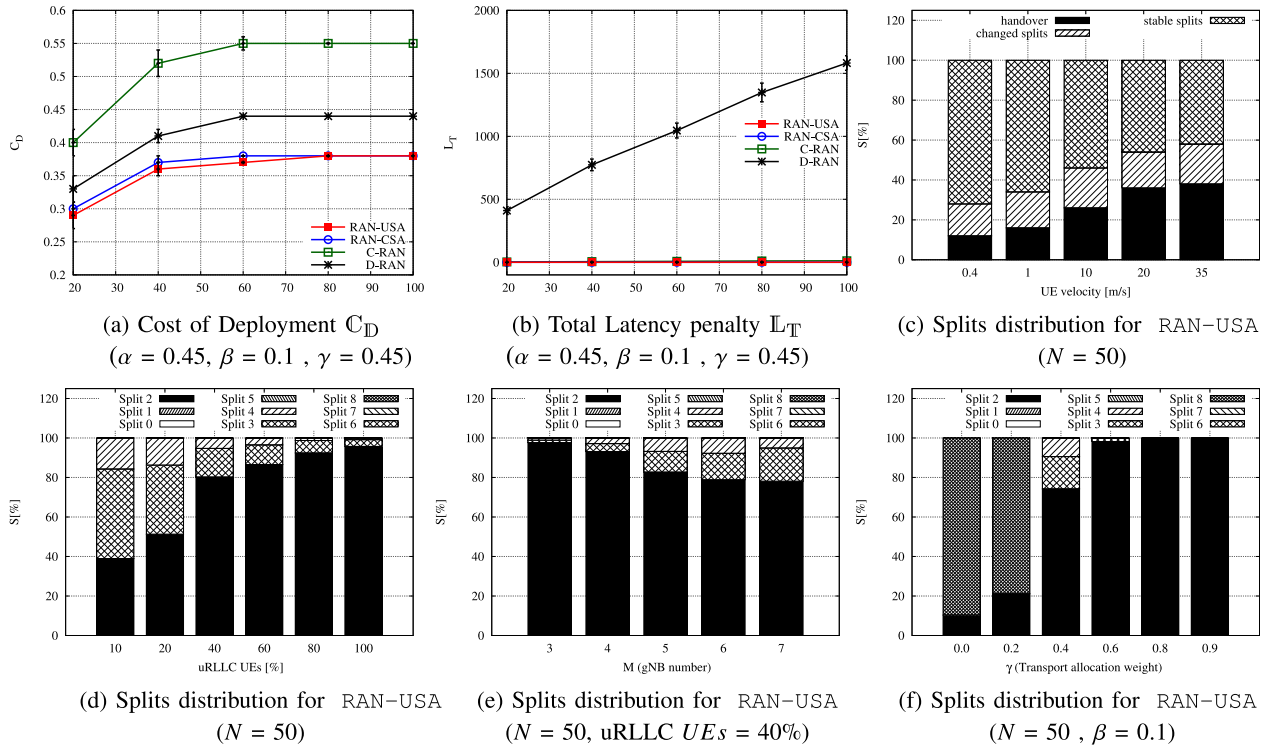 0.6
0.55
0.5
0.45
0.4
0.35
0.3
0.25
0.2
C_D
20 30 40 50 60 70 80 90 100
RAN-USA
RAN-CSA
C-RAN
D-RAN
(a) Cost of Deployment ℂ_𝔻
(α = 0.45, β = 0.1 , γ = 0.45)
2000
1500
1000
500
0
L_T
20 30 40 50 60 70 80 90 100
RAN-USA
RAN-CSA
C-RAN
D-RAN
(b) Total Latency penalty 𝕃_𝕋
(α = 0.45, β = 0.1 , γ = 0.45)
handover
changed splits
stable splits
120
100
80
60
40
20
0
S[%]
0.4 1 10 20 35
UE velocity [m/s]
(c) Splits distribution for RAN-USA
(N = 50)
Split 2 Split 5 Split 8
Split 1 Split 4 Split 7
Split 0 Split 3 Split 6
120
100
80
60
40
20
0
S[%]
10 20 40 60 80 100
uRLLC UEs [%]
(d) Splits distribution for RAN-USA
(N = 50)
Split 2 Split 5 Split 8
Split 1 Split 4 Split 7
Split 0 Split 3 Split 6
120
100
80
60
40
20
0
S[%]
3 4 5 6 7
M (gNB number)
(e) Splits distribution for RAN-USA
(N = 50, uRLLC UEs = 40%)
Split 2 Split 5 Split 8
Split 1 Split 4 Split 7
Split 0 Split 3 Split 6
120
100
80
60
40
20
0
S[%]
0.0 0.2 0.4 0.6 0.8 0.9
γ (Transport allocation weight)
(f) Splits distribution for RAN-USA
(N = 50 , β = 0.1)